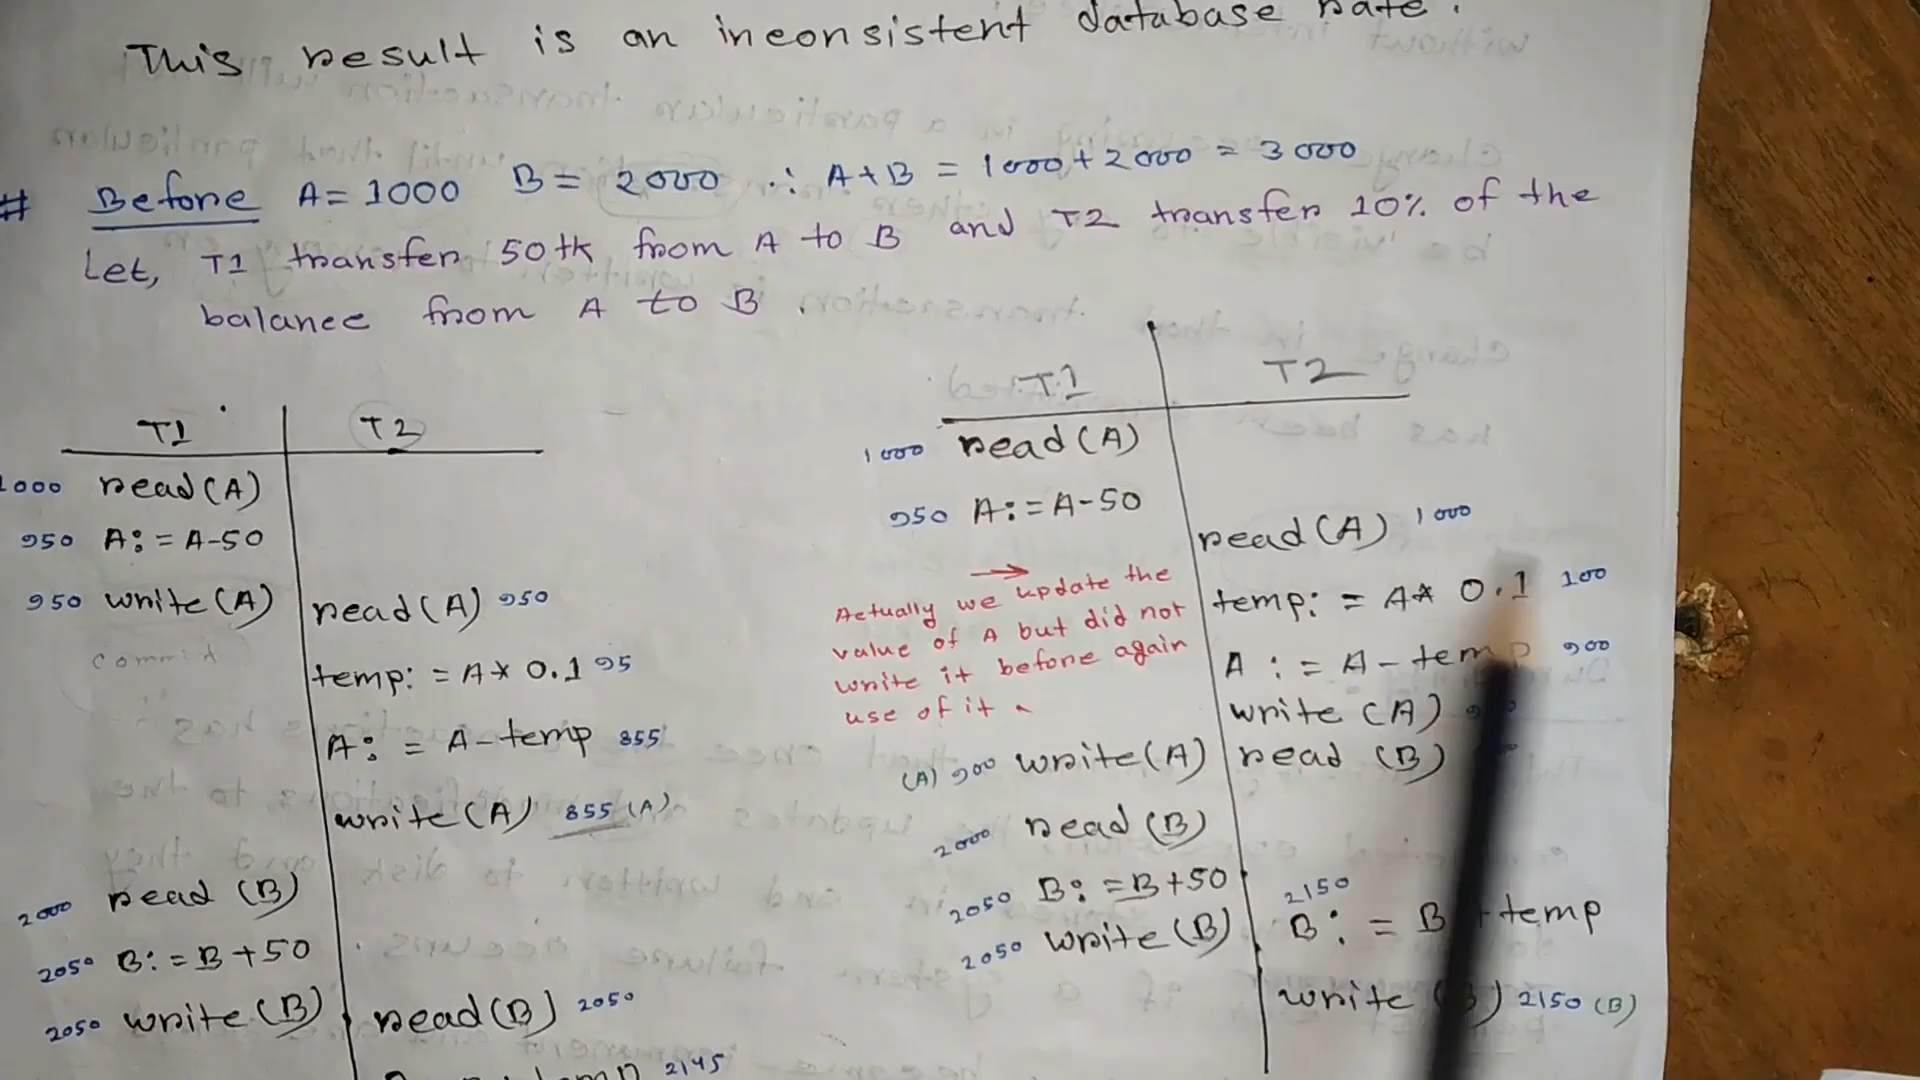 This result is an inconsistent database
# Before A = 1000 B = 2000 ∴ A+B = 1000+2000 = 3000
Let, T1 transfer 50tk from A to B and T2 transfer 10% of the
balance from A to B.
T1 T2
1000 read(A)
950 A:=A-50
950 write(A) read(A) 950
commit
temp:=A*0.1 95
A:=A-temp 855
write(A) 855 (A)
2000 read(B)
2050 B:=B+50
2050 write(B) read(B) 2050
2145
T1 T2
1000 read(A)
950 A:=A-50
read(A) 1000
→
Actually we update the
value of A but did not
write it before again
use of it
temp:=A*0.1 100
A:=A-temp 900
write(A)
(A) 900 write(A) read(B)
2000 read(B)
2050 B:=B+50
2150
2050 write(B) B:=B temp
write 2150 (B)